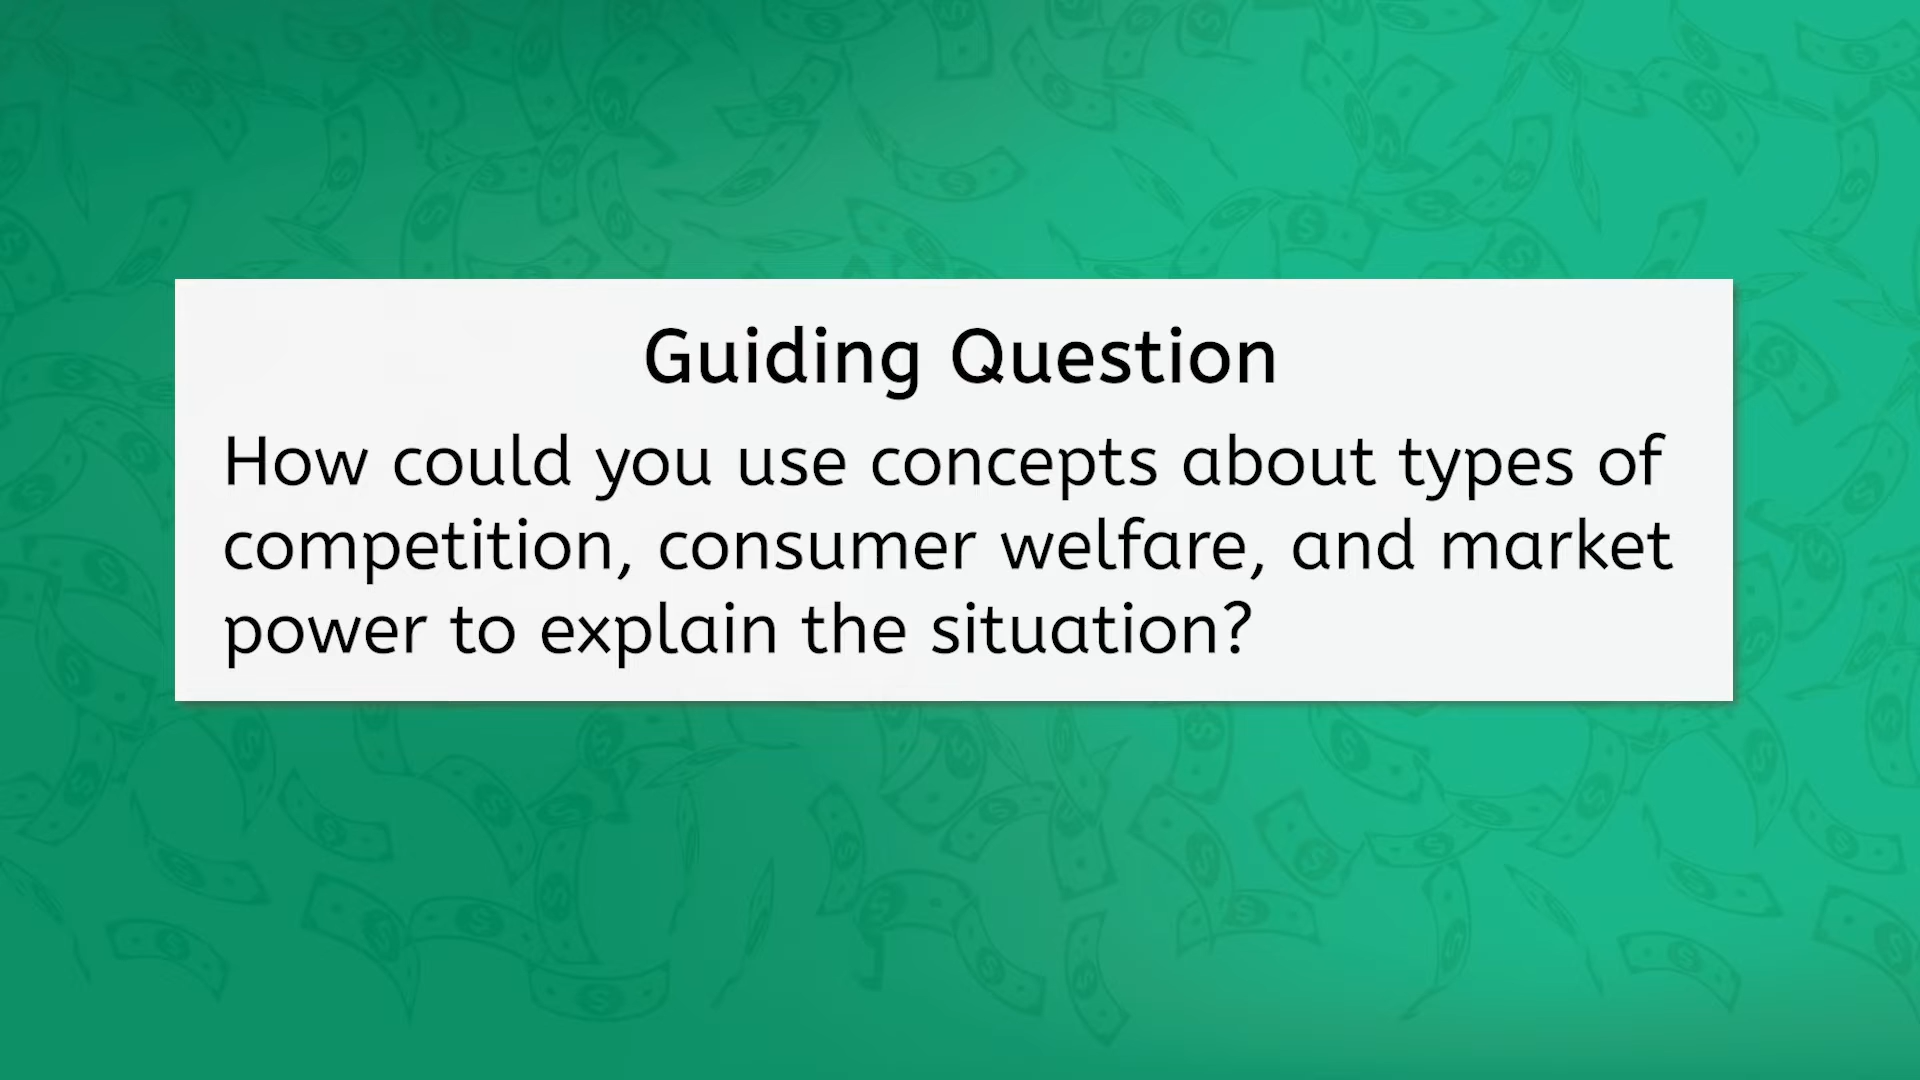 Guiding Question
How could you use concepts about types of
competition, consumer welfare, and market
power to explain the situation?